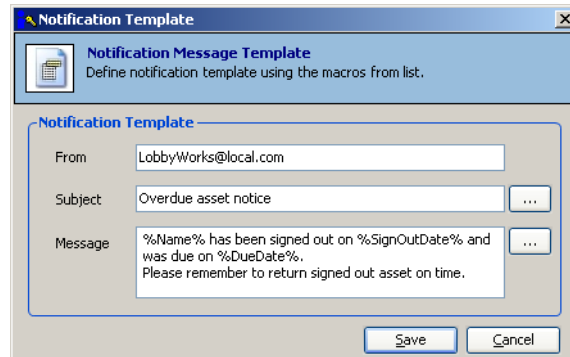 Notification Template
Notification Message Template
Define notification template using the macros from list.
Notification Template
From
LobbyWorks@local.com
Subject
Overdue asset notice
...
Message
%Name% has been signed out on %SignOutDate% and
was due on %DueDate%.
Please remember to return signed out asset on time.
...
Save
Cancel